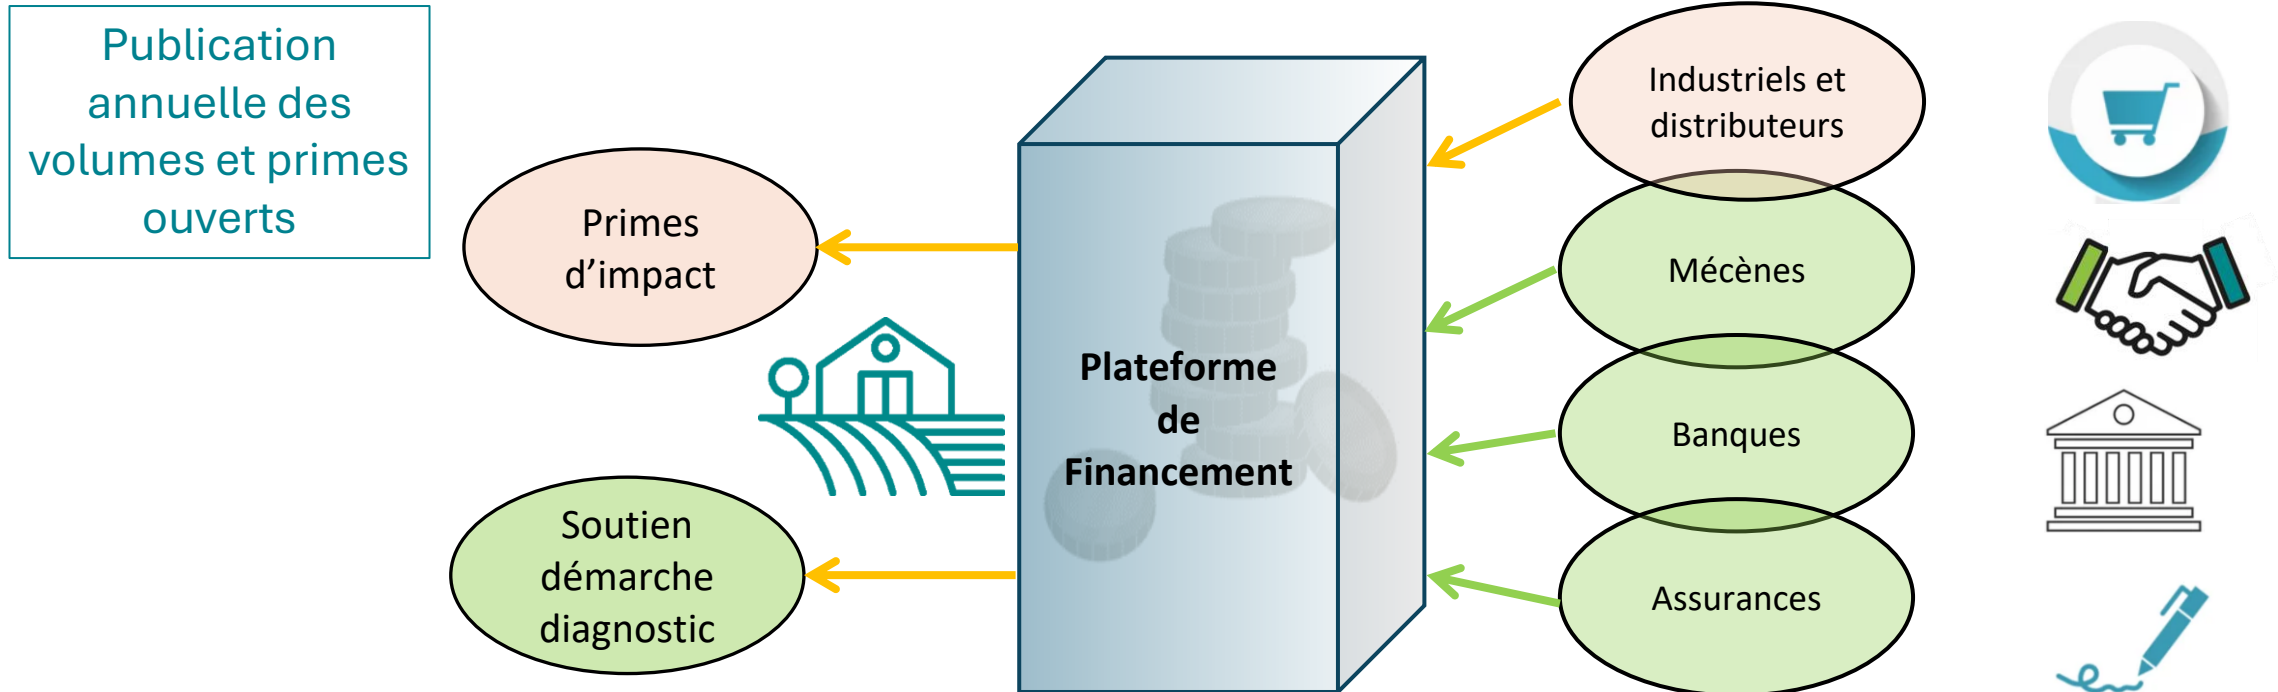 Publication
annuelle des
volumes et primes
ouverts
Primes
d’impact
Soutien
démarche
diagnostic
Plateforme
de
Financement
Industriels et
distributeurs
Mécènes
Banques
Assurances